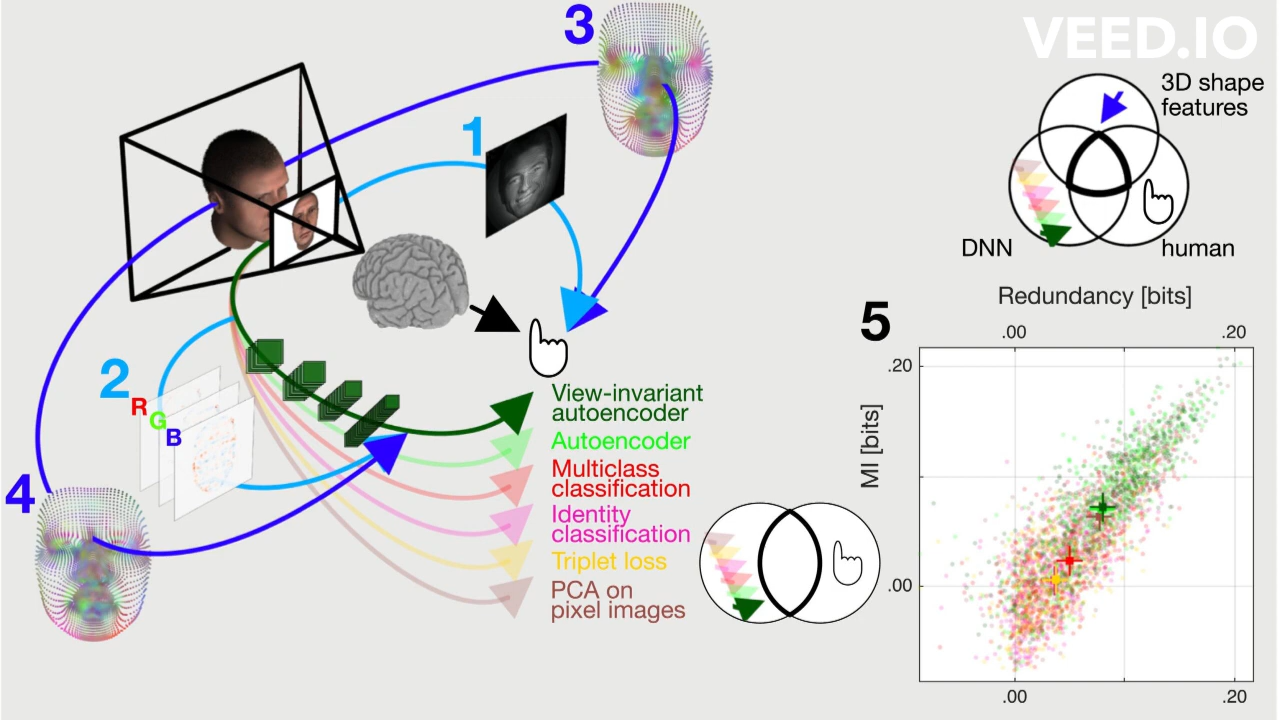 VEED.IO
3
3D shape
features
1
DNN
human
2
R
G
B
4
View-invariant
autoencoder
Autoencoder
Multiclass
classification
Identity
classification
Triplet loss
PCA on
pixel images
5
Redundancy [bits]
.00
.20
.20
MI [bits]
.00
.00
.20